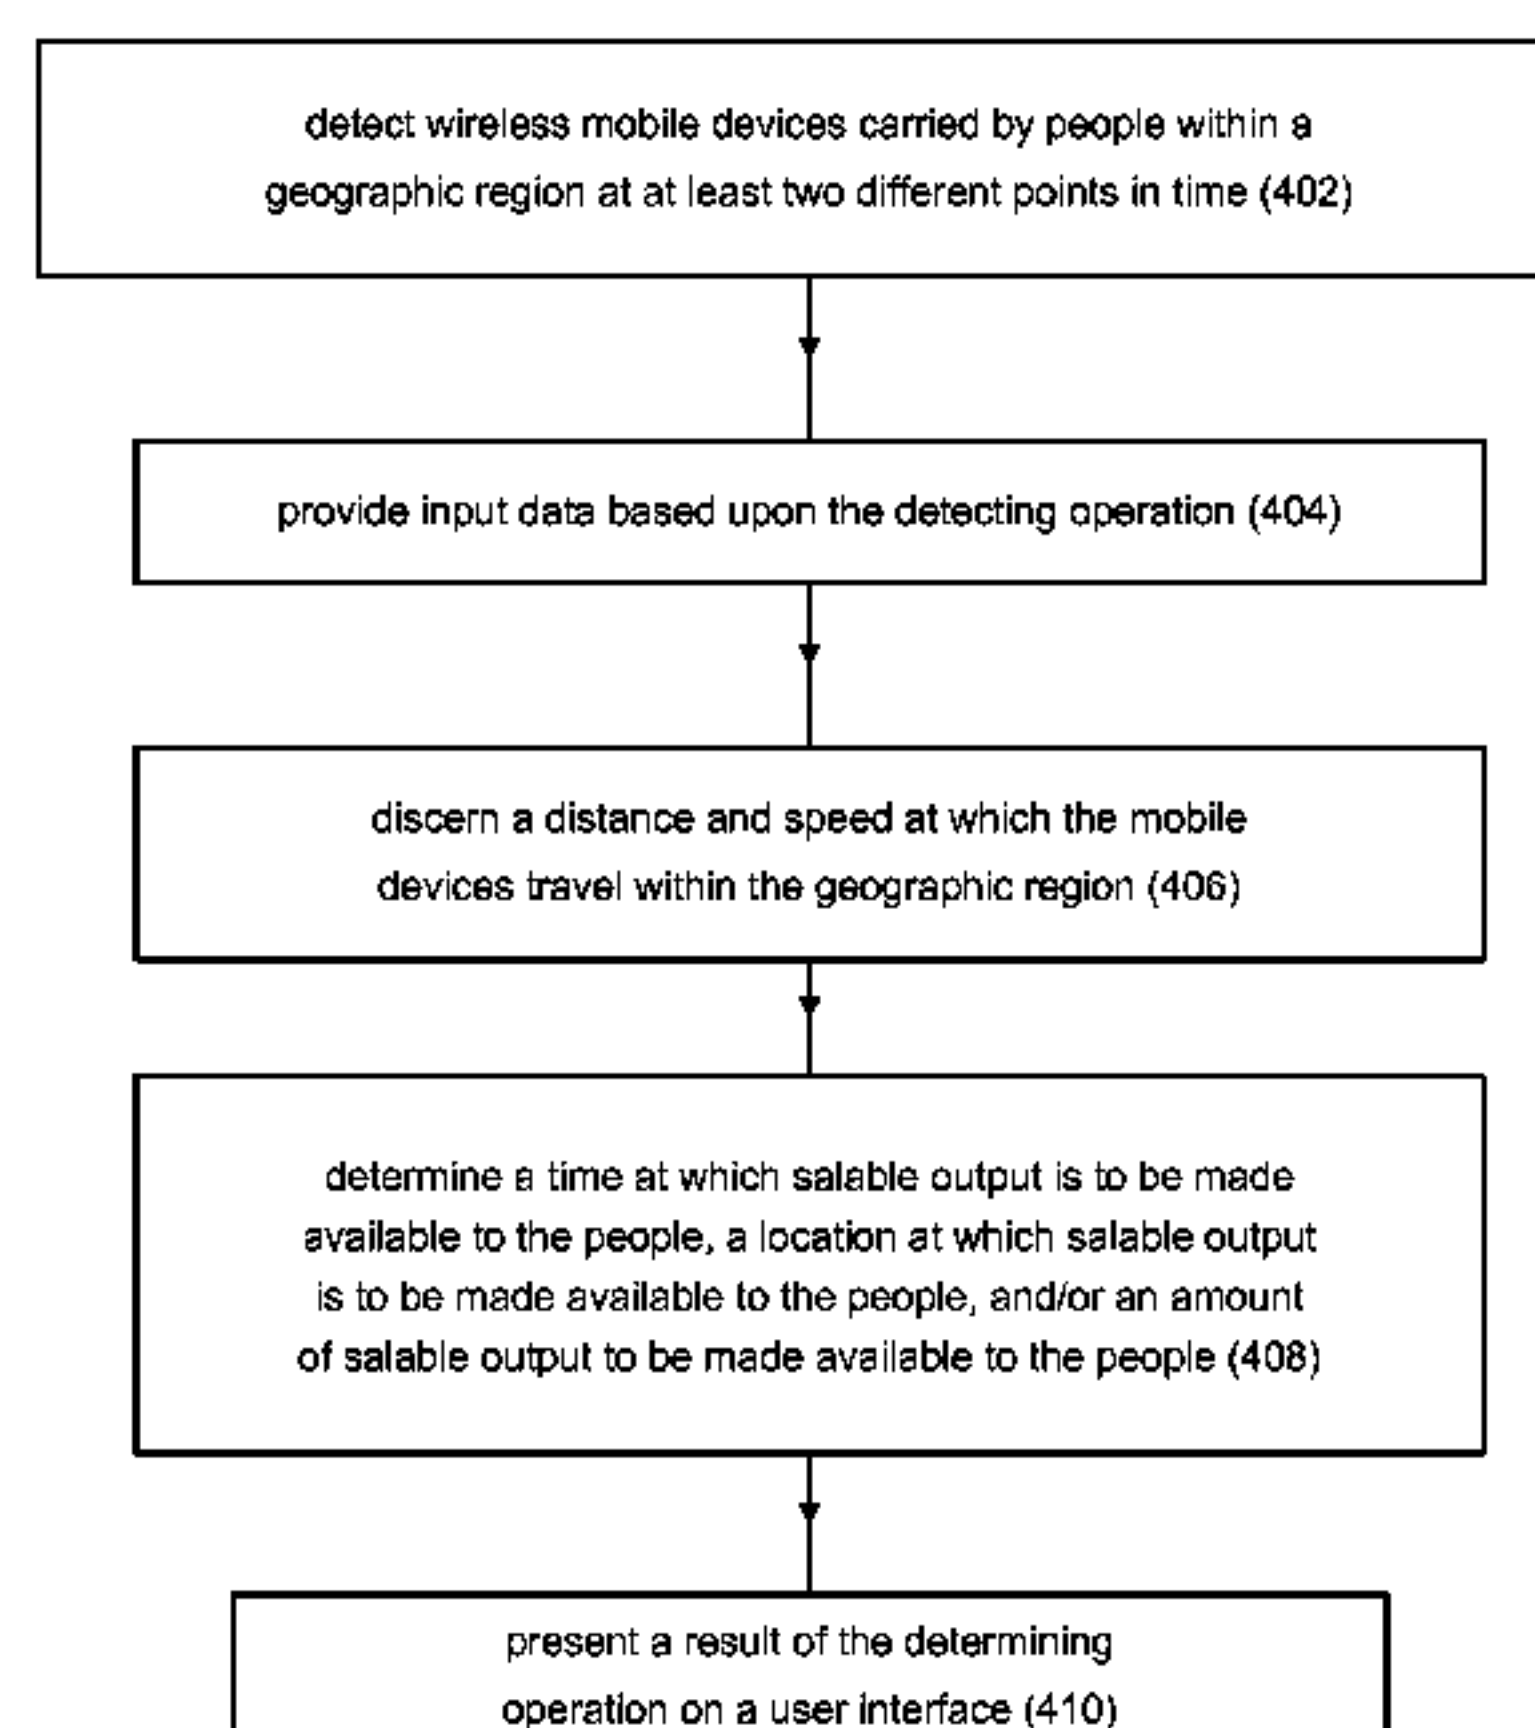 detect wireless mobile devices carried by people within a
geographic region at at least two different points in time (402)
provide input data based upon the detecting operation (404)
discern a distance and speed at which the mobile
devices travel within the geographic region (406)
determine a time at which salable output is to be made
available to the people, a location at which salable output
is to be made available to the people, and/or an amount
of salable output to be made available to the people (408)
present a result of the determining
operation on a user interface (410)